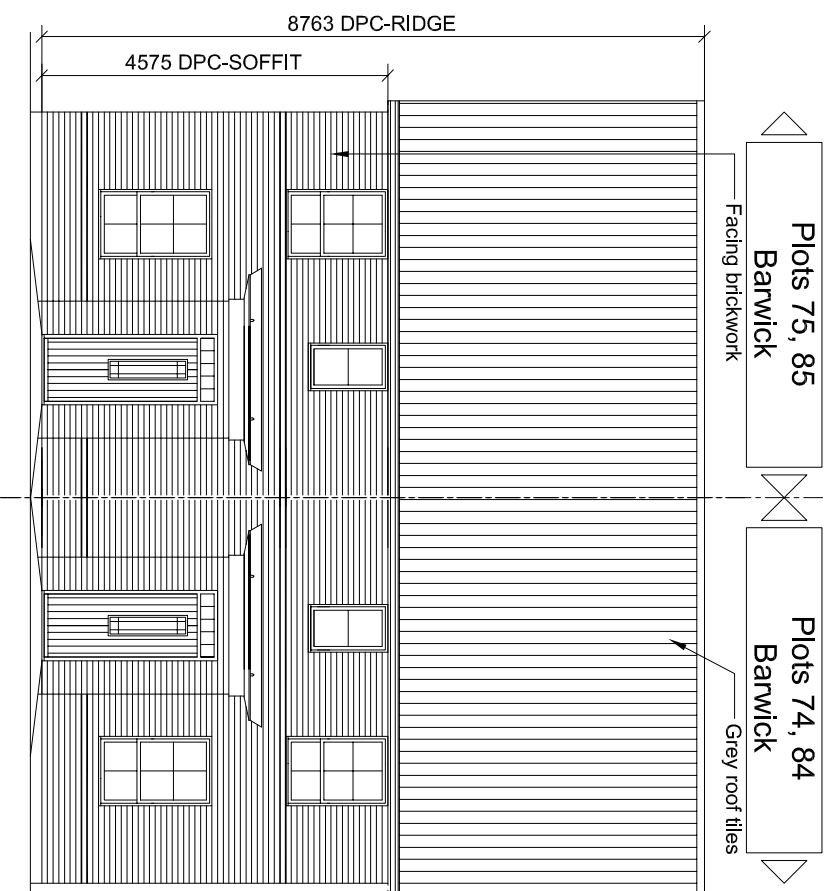 8763 DPC-RIDGE
4575 DPC-SOFFIT
Plots 75, 85
Barwick
Facing brickwork
Plots 74, 84
Barwick
Grey roof tiles